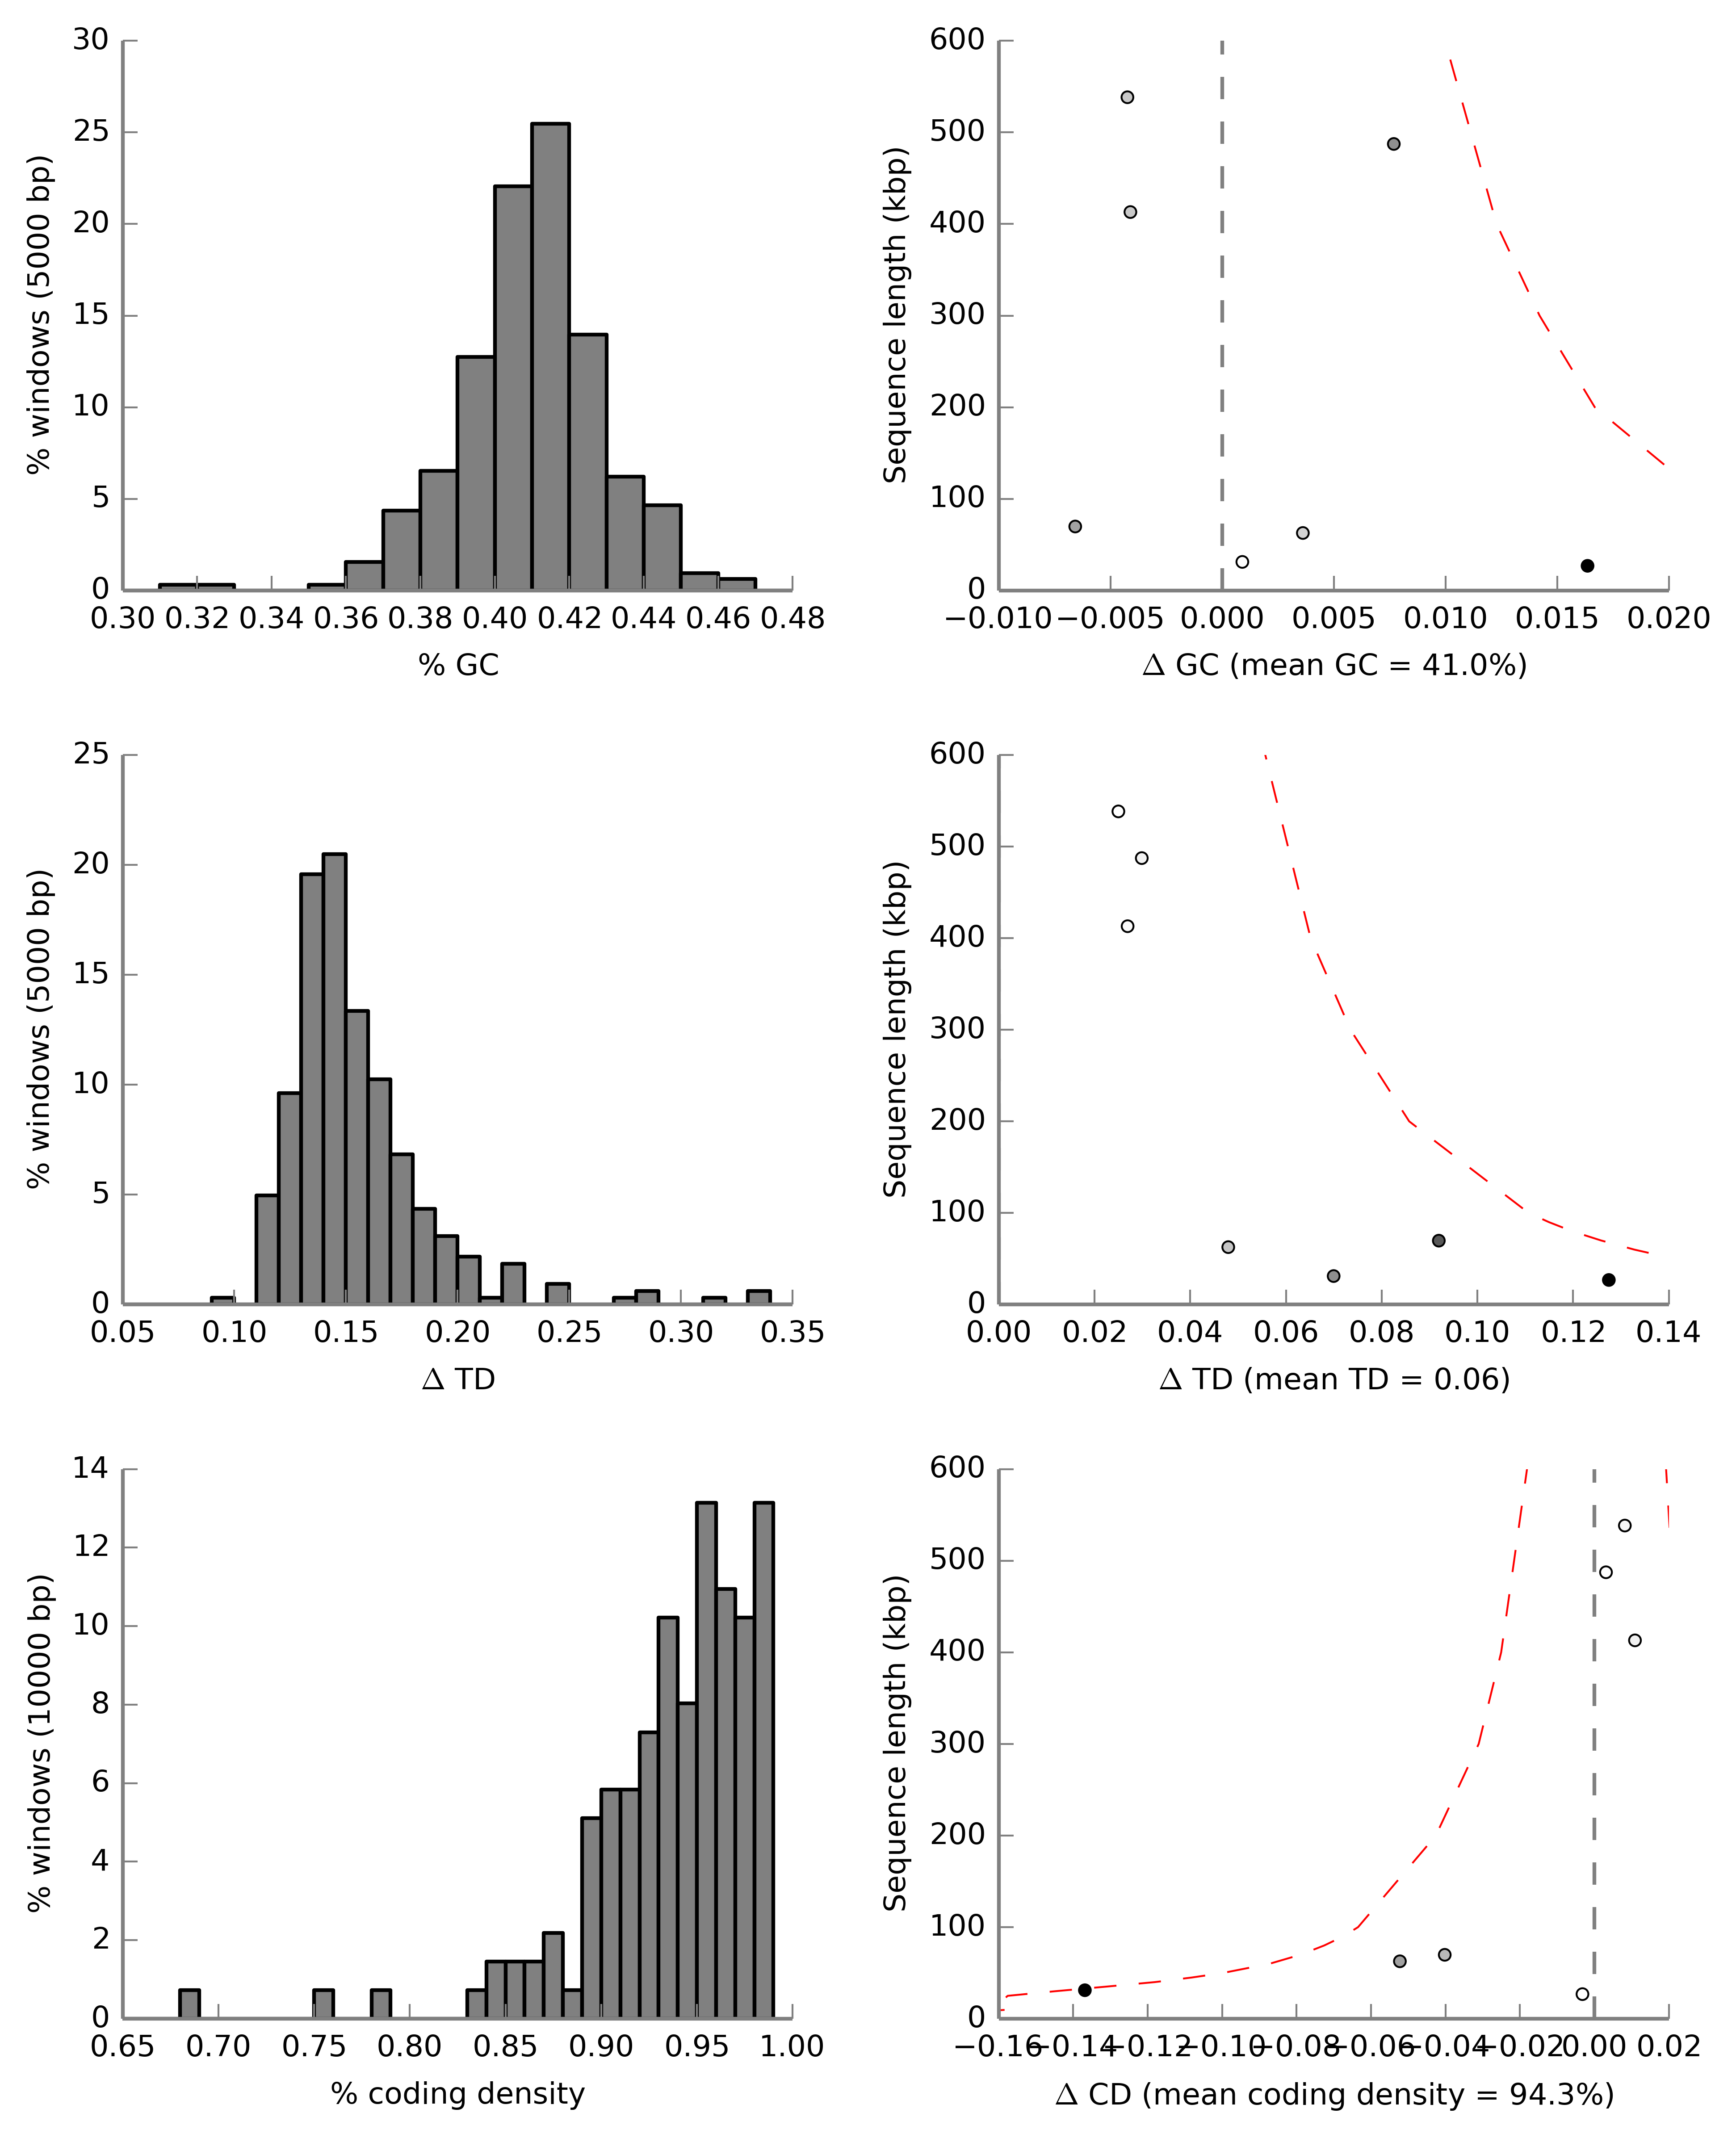 30
25
20
15
10
5
0
0.30 0.32 0.34 0.36 0.38 0.40 0.42 0.44 0.46 0.48
% GC
% windows (5000 bp)
600
500
400
300
200
100
0
−0.010 −0.005 0.000 0.005 0.010 0.015 0.020
Δ GC (mean GC = 41.0%)
Sequence length (kbp)
25
20
15
10
5
0
0.05 0.10 0.15 0.20 0.25 0.30 0.35
Δ TD
% windows (5000 bp)
600
500
400
300
200
100
0
0.00 0.02 0.04 0.06 0.08 0.10 0.12 0.14
Δ TD (mean TD = 0.06)
Sequence length (kbp)
14
12
10
8
6
4
2
0
0.65 0.70 0.75 0.80 0.85 0.90 0.95 1.00
% coding density
% windows (10000 bp)
600
500
400
300
200
100
0
−0.16 −0.14 −0.12 −0.10 −0.08 −0.06 −0.04 −0.02 0.00 0.02
Δ CD (mean coding density = 94.3%)
Sequence length (kbp)